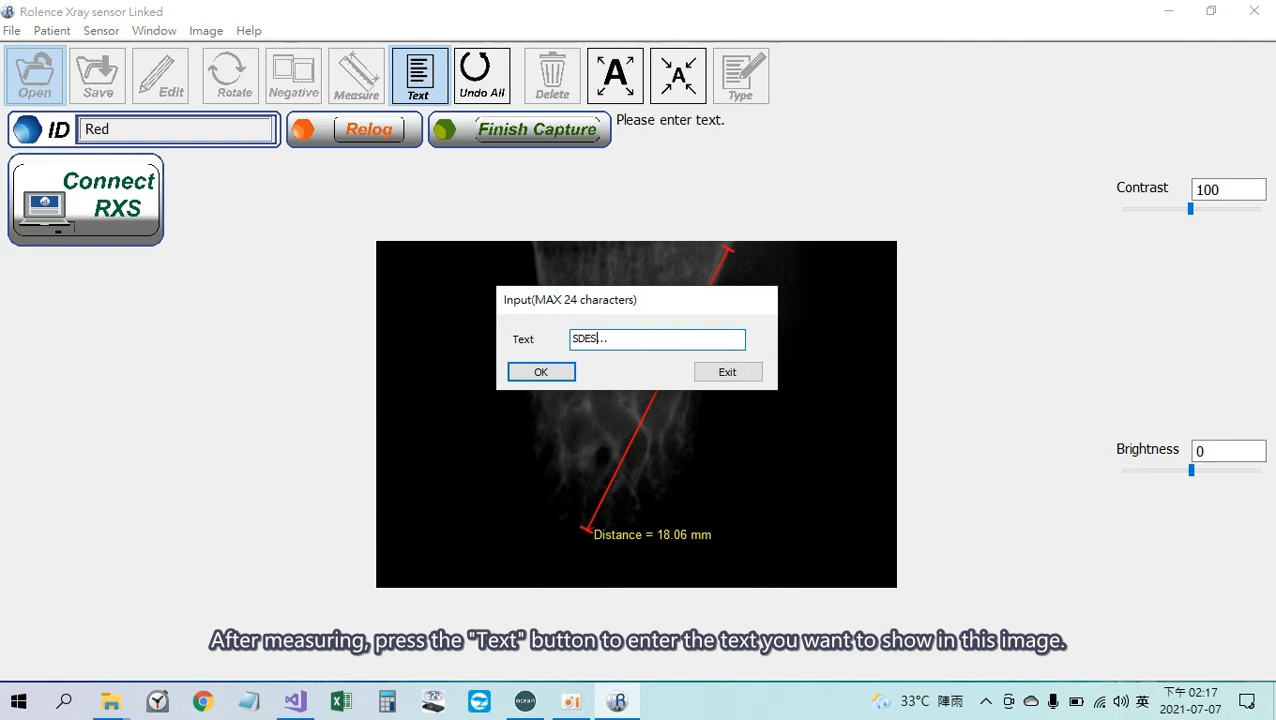 Rolence Xray sensor Linked
File Patient Sensor Window Image Help
Open Save Edit Rotate Negative Measure Text Undo All Delete A A Type
ID Red Relog Finish Capture Please enter text.
Connect
RXS
Contrast 100
Input(MAX 24 characters)
Text SDES...
OK Exit
Brightness 0
Distance = 18.06 mm
After measuring, press the "Text" button to enter the text you want to show in this image.
33°C 陣雨 英 下午 02:17
2021-07-07
ocean